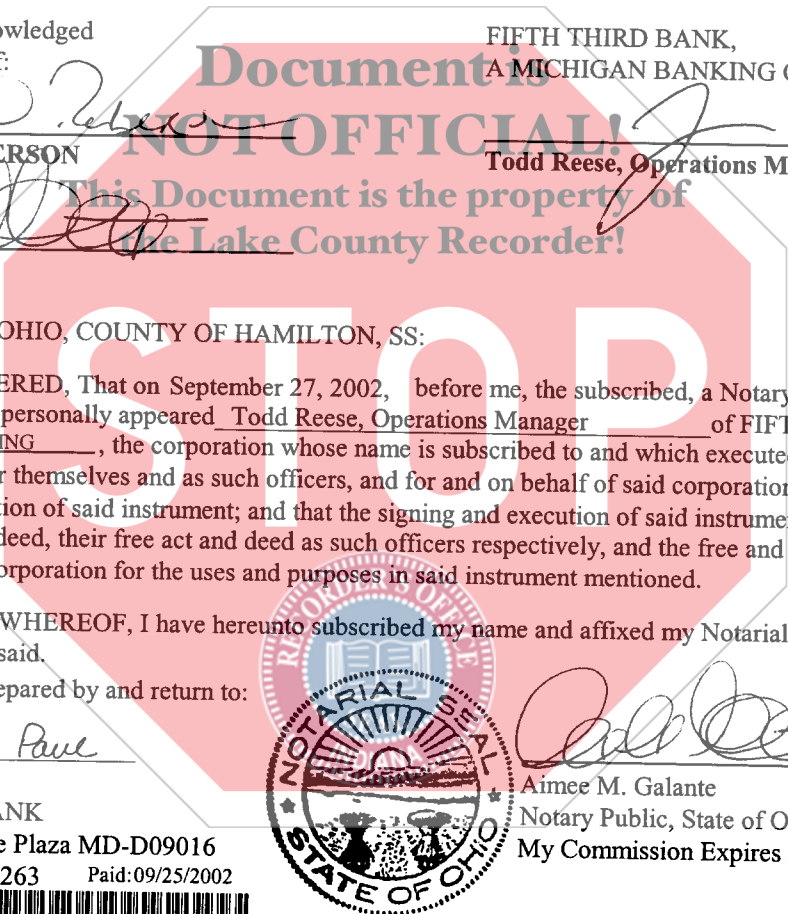 owledged
f:
FIFTH THIRD BANK,
A MICHIGAN BANKING
Document is
NOT OFFICIAL!
This Document is the property of
the Lake County Recorder!
ERSON
Todd Reese, Operations M
STOP
OHIO, COUNTY OF HAMILTON, SS:
ERED, That on September 27, 2002, before me, the subscribed, a Notary
personally appeared Todd Reese, Operations Manager of FIFT
NG , the corporation whose name is subscribed to and which execute
r themselves and as such officers, and for and on behalf of said corporation
tion of said instrument; and that the signing and execution of said instrume
deed, their free act and deed as such officers respectively, and the free and
orporation for the uses and purposes in said instrument mentioned.
WHEREOF, I have hereunto subscribed my name and affixed my Notarial
said.
epared by and return to:
RECORDER'S OFFICE
INDIANA
NOTARIAL SEAL
STATE OF OHIO
Paul
Aimee M. Galante
Notary Public, State of O
My Commission Expires
ANK
e Plaza MD-D09016
263 Paid:09/25/2002